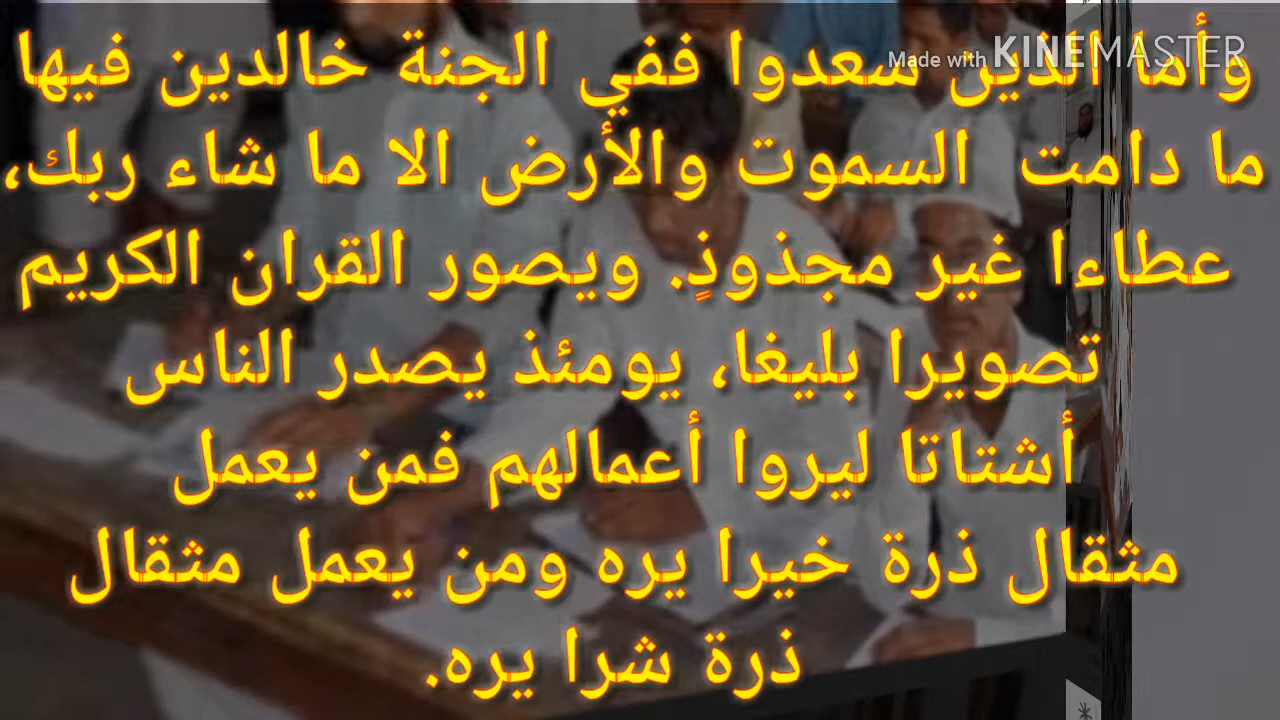 Made with KINEMASTER
وأما الذين سعدوا ففي الجنة خالدين فيها
ما دامت السموت والأرض الا ما شاء ربك،
عطاءا غير مجذوذٍ. ويصور القران الكريم
تصويرا بليغا، يومئذ يصدر الناس
أشتاتا ليروا أعمالهم فمن يعمل
مثقال ذرة خيرا يره ومن يعمل مثقال
ذرة شرا يره.